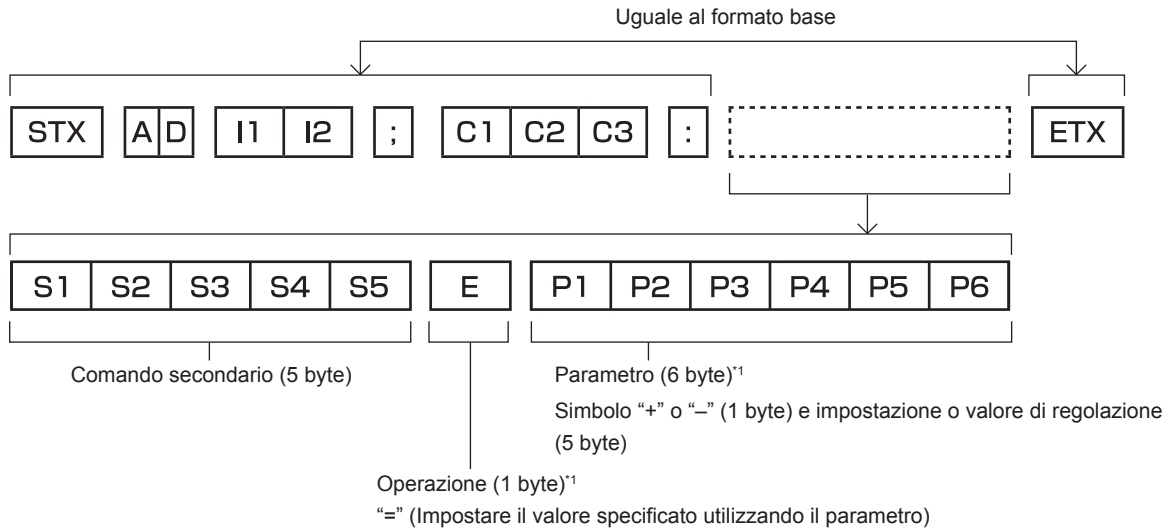 Uguale al formato base
STX A D I1 I2 ; C1 C2 C3 : ETX
S1 S2 S3 S4 S5 E P1 P2 P3 P4 P5 P6
Comando secondario (5 byte)
Parametro (6 byte)*1
Simbolo “+” o “–” (1 byte) e impostazione o valore di regolazione
(5 byte)
Operazione (1 byte)*1
“=” (Impostare il valore specificato utilizzando il parametro)